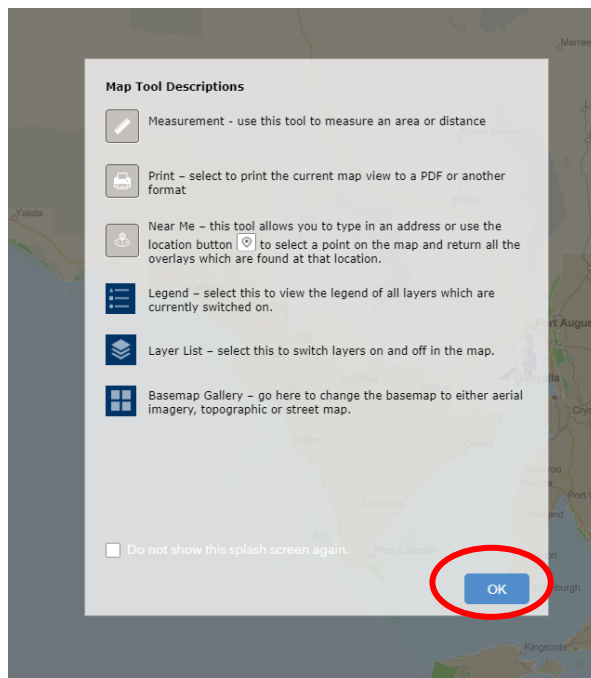 Marree
Map Tool Descriptions
Measurement - use this tool to measure an area or distance
Roxby Downs
Print – select to print the current map view to a PDF or another
format
Yalata
Near Me – this tool allows you to type in an address or use the
location button to select a point on the map and return all the
overlays which are found at that location.
Legend – select this to view the legend of all layers which are
currently switched on.
Port Augus
Layer List – select this to switch layers on and off in the map.
Whyalla
Basemap Gallery – go here to change the basemap to either aerial
imagery, topographic or street map.
Crys
Port
Do not show this splash screen again.
Port Lincoln
OK
Kingscote